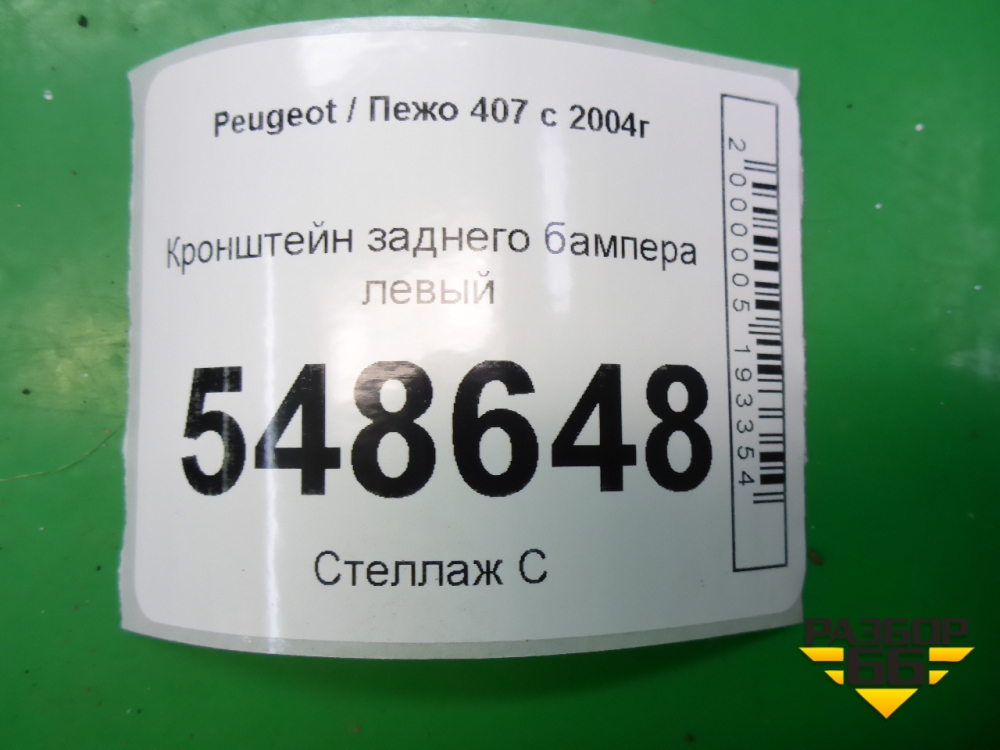 Peugeot / Пежо 407 с 2004г
Кронштейн заднего бампера
левый
548648
Стеллаж С
2000005193354
РАЗБОР
66